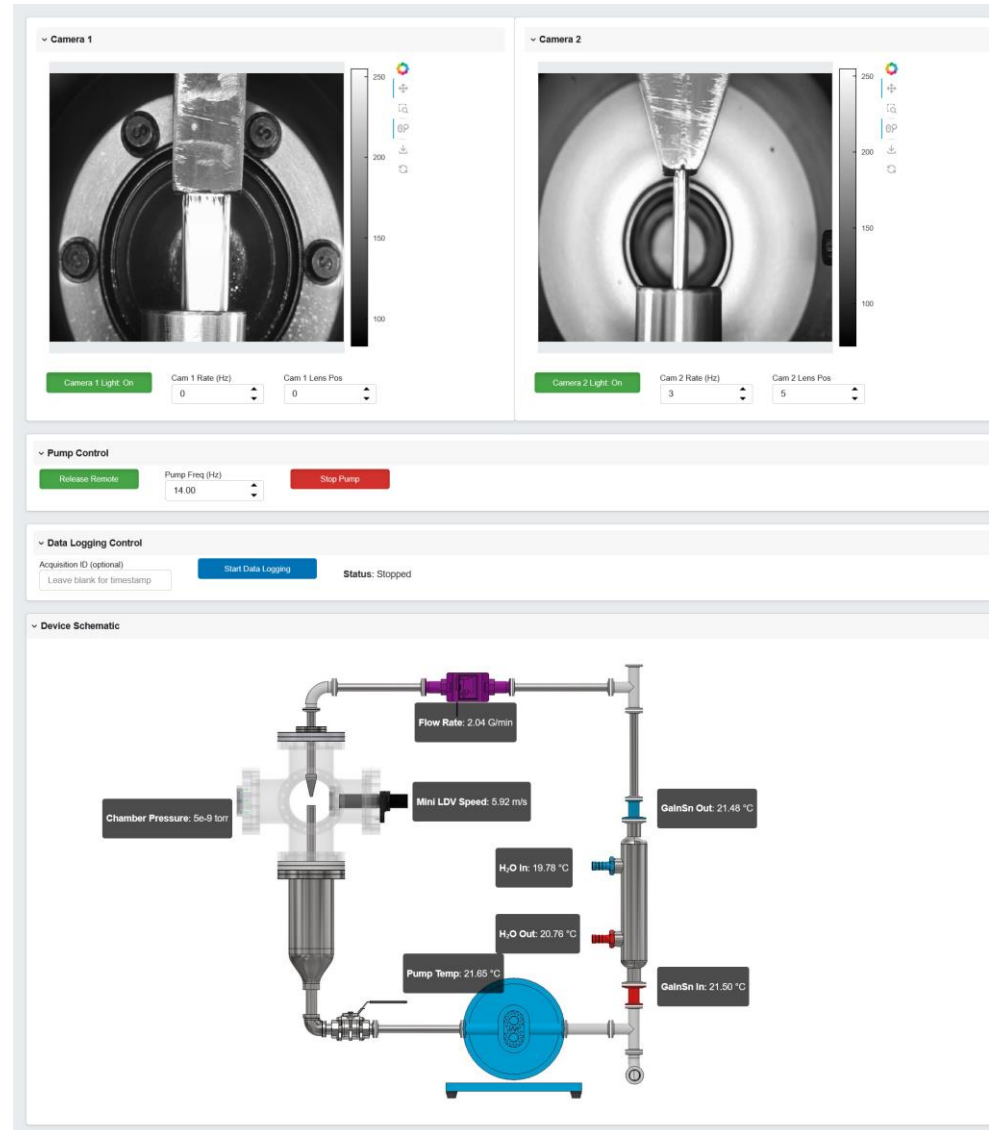 Camera 1
250
200
150
100
Camera 1 Light: On
Cam 1 Rate (Hz)
0
Cam 1 Lens Pos
0
Camera 2
250
200
150
100
Camera 2 Light: On
Cam 2 Rate (Hz)
3
Cam 2 Lens Pos
5
Pump Control
Release Remote
Pump Freq (Hz)
14.00
Stop Pump
Data Logging Control
Acquisition ID (optional)
Leave blank for timestamp
Start Data Logging
Status: Stopped
Device Schematic
Flow Rate: 2.04 G/min
Chamber Pressure: 5e-9 torr
Mini LDV Speed: 5.92 m/s
GaInSn Out: 21.48 °C
H₂O In: 19.78 °C
H₂O Out: 20.76 °C
Pump Temp: 21.65 °C
GaInSn In: 21.50 °C